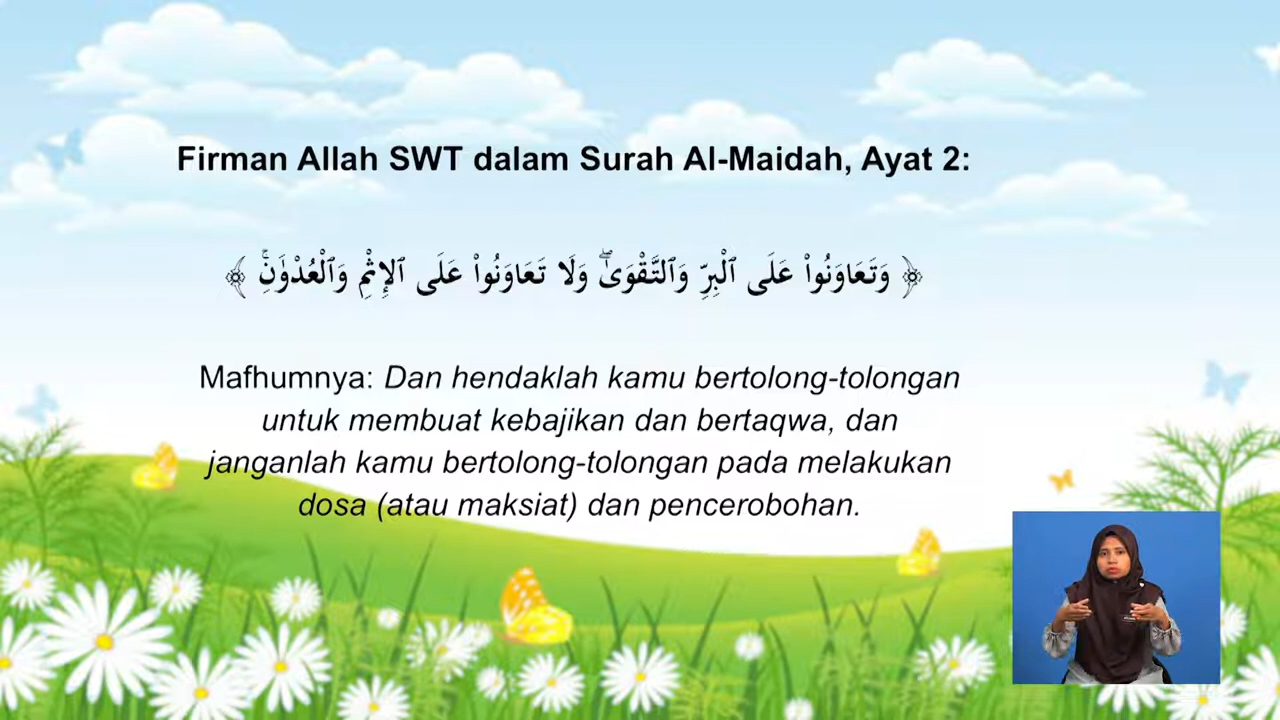 Firman Allah SWT dalam Surah Al-Maidah, Ayat 2:
﴿ وَتَعَاوَنُوا۟ عَلَى ٱلْبِرِّ وَٱلتَّقْوَىٰۖ وَلَا تَعَاوَنُوا۟ عَلَى ٱلإِثْمِ وَٱلْعُدْوَٰنِۚ ﴾
Mafhumnya: Dan hendaklah kamu bertolong-tolongan
untuk membuat kebajikan dan bertaqwa, dan
janganlah kamu bertolong-tolongan pada melakukan
dosa (atau maksiat) dan pencerobohan.